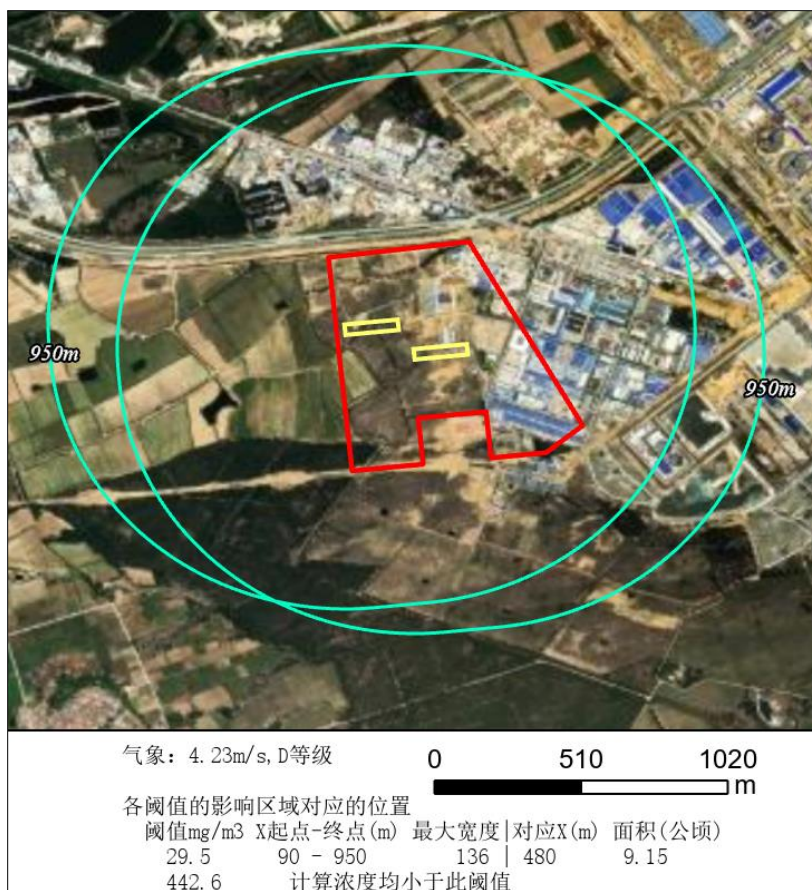 950m
950m
气象: 4.23m/s,D等级
0 510 1020
m
各阈值的影响区域对应的位置
阈值mg/m3 X起点-终点(m) 最大宽度|对应X(m) 面积(公顷)
29.5 90 - 950 136 | 480 9.15
442.6 计算浓度均小于此阈值